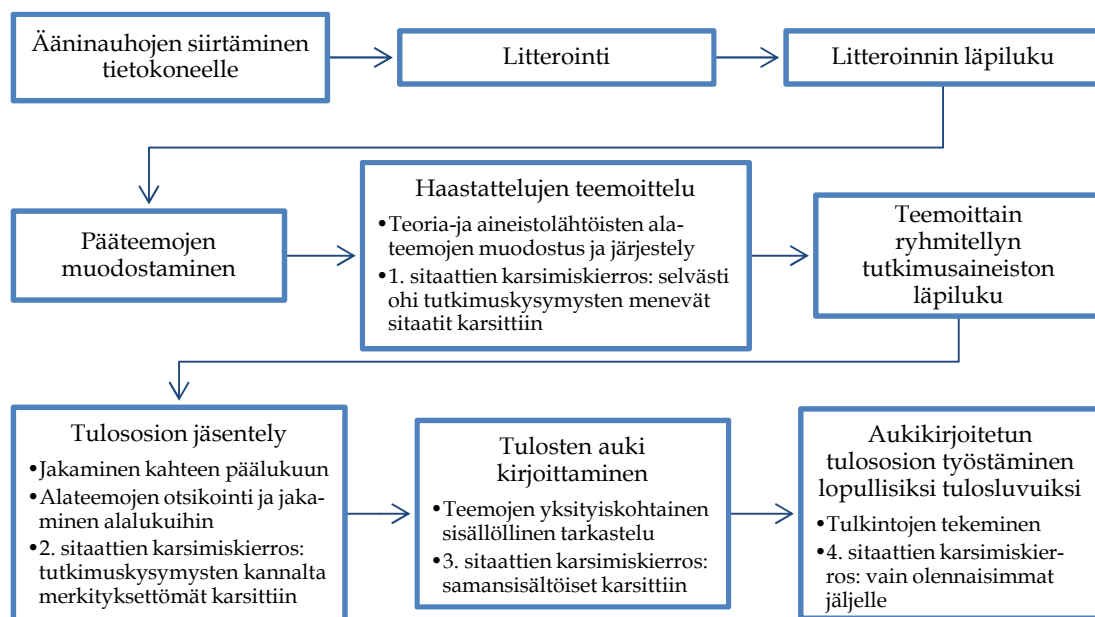 Ääninauhojen siirtäminen
tietokoneelle
Litterointi
Litteroinnin läpiluku
Pääteemojen
muodostaminen
Haastattelujen teemoittelu
•Teoria-ja aineistolähtöisten ala-
teemojen muodostus ja järjestely
•1. sitaattien karsimiskierros: selvästi
ohi tutkimuskysymysten menevät
sitaatit karsittiin
Teemoittain
ryhmitellyn
tutkimusaineiston
läpiluku
Tulososion jäsentely
•Jakaminen kahteen päälukuun
•Alateemojen otsikointi ja jaka-
minen alalukuihin
•2. sitaattien karsimiskierros:
tutkimuskysymysten kannalta
merkityksettömät karsittiin
Tulosten auki
kirjoittaminen
•Teemojen yksityiskohtainen
sisällöllinen tarkastelu
•3. sitaattien karsimiskierros:
samansisältöiset karsittiin
Aukikirjoitetun
tulososion työstäminen
lopullisiksi tulosluvuiksi
•Tulkintojen tekeminen
•4. sitaattien karsimiskier-
ros: vain olennaisimmat
jäljelle